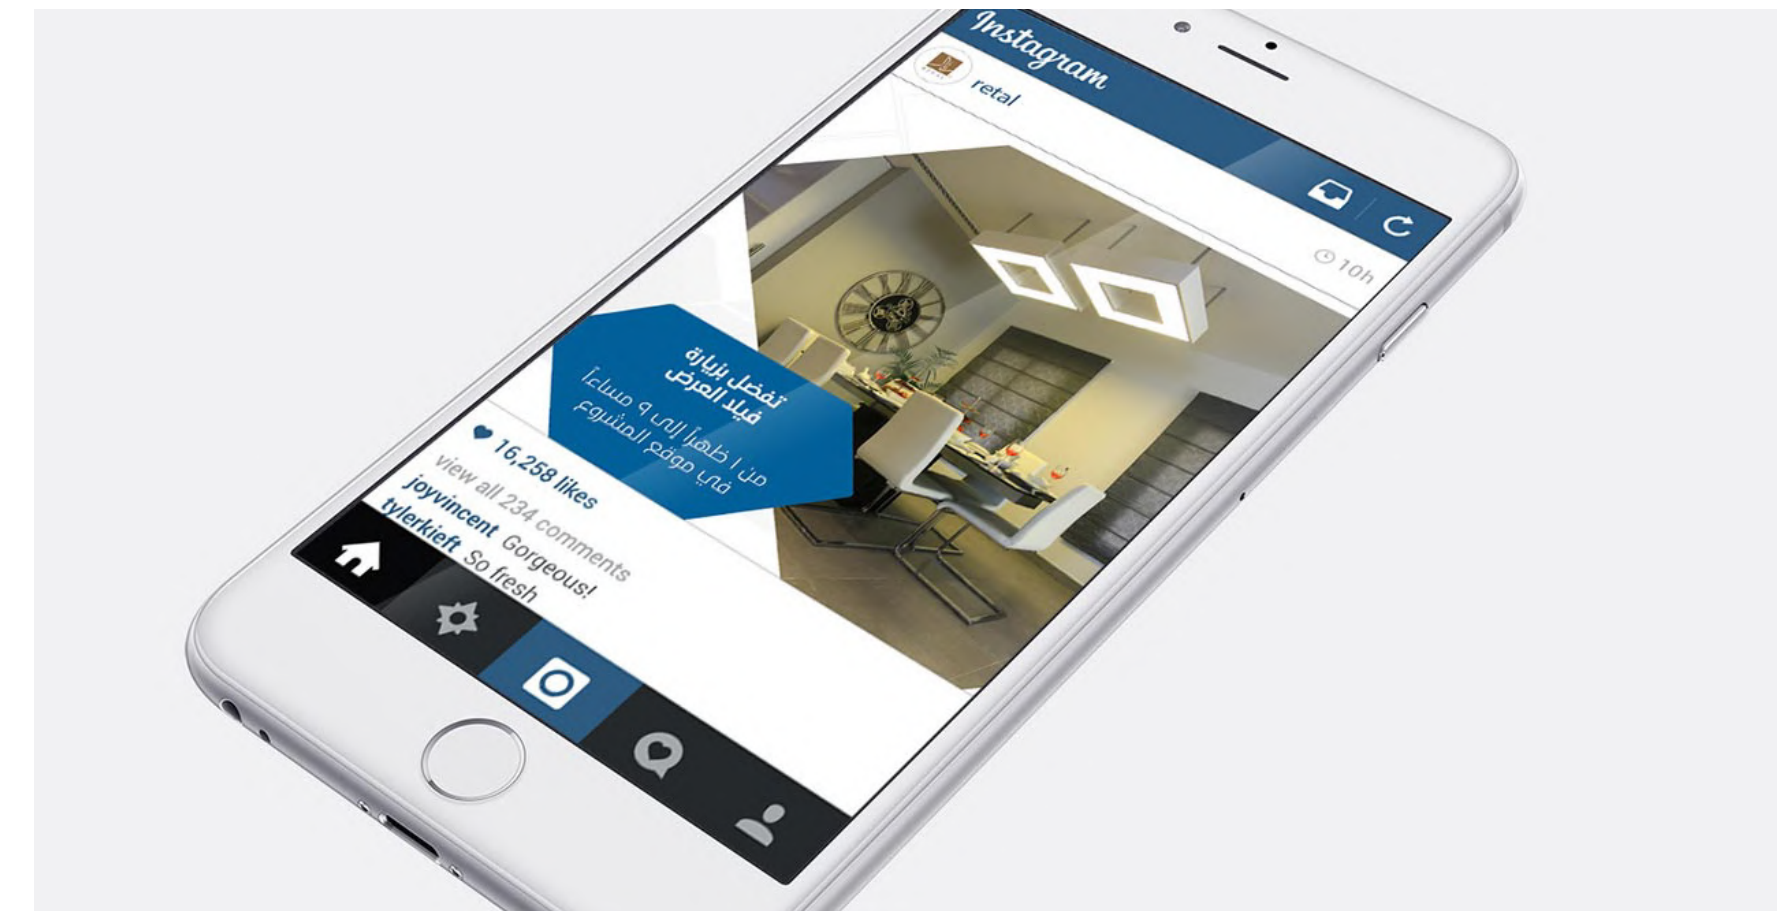 Instagram
retal
10h
تفضل بزيارة
فيلا العرض
من ١ ظهراً إلى ٩ مساءاً
في موقع المشروع
16,258 likes
view all 234 comments
joyvincent Gorgeous!
tylerkieft So fresh